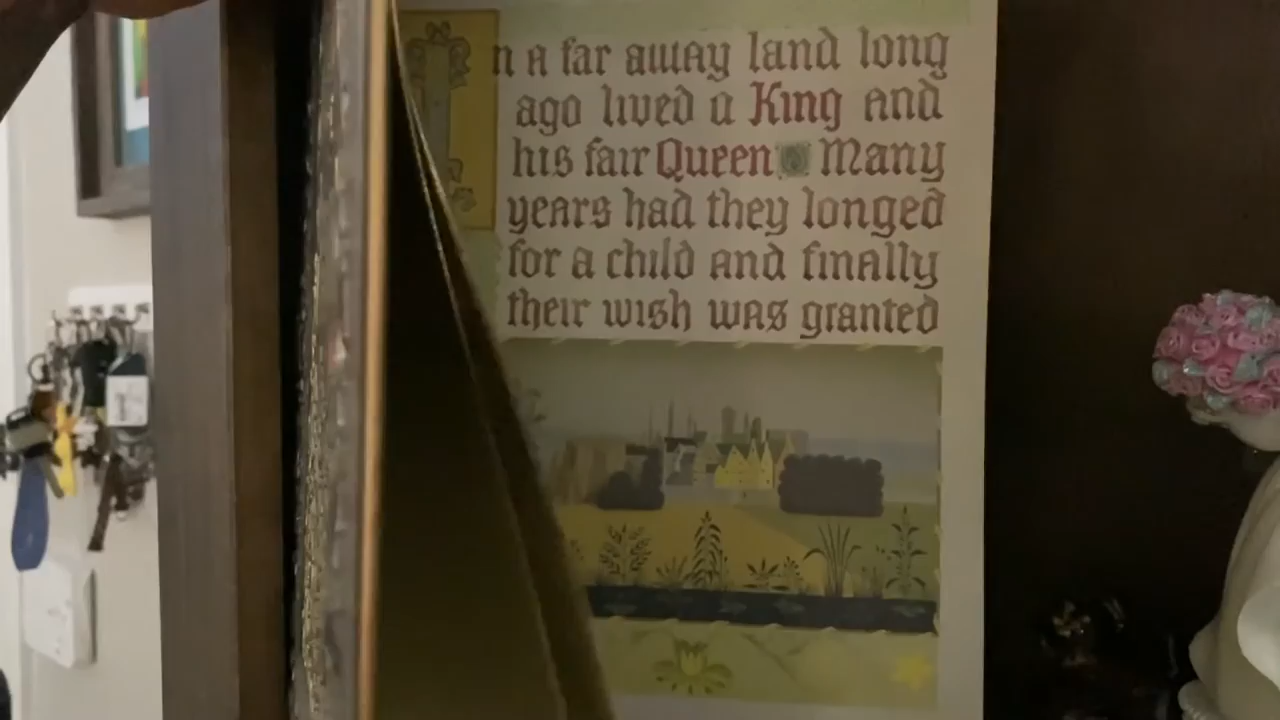 In a far away land long
ago lived a King and
his fair Queen Many
years had they longed
for a child and finally
their wish was granted